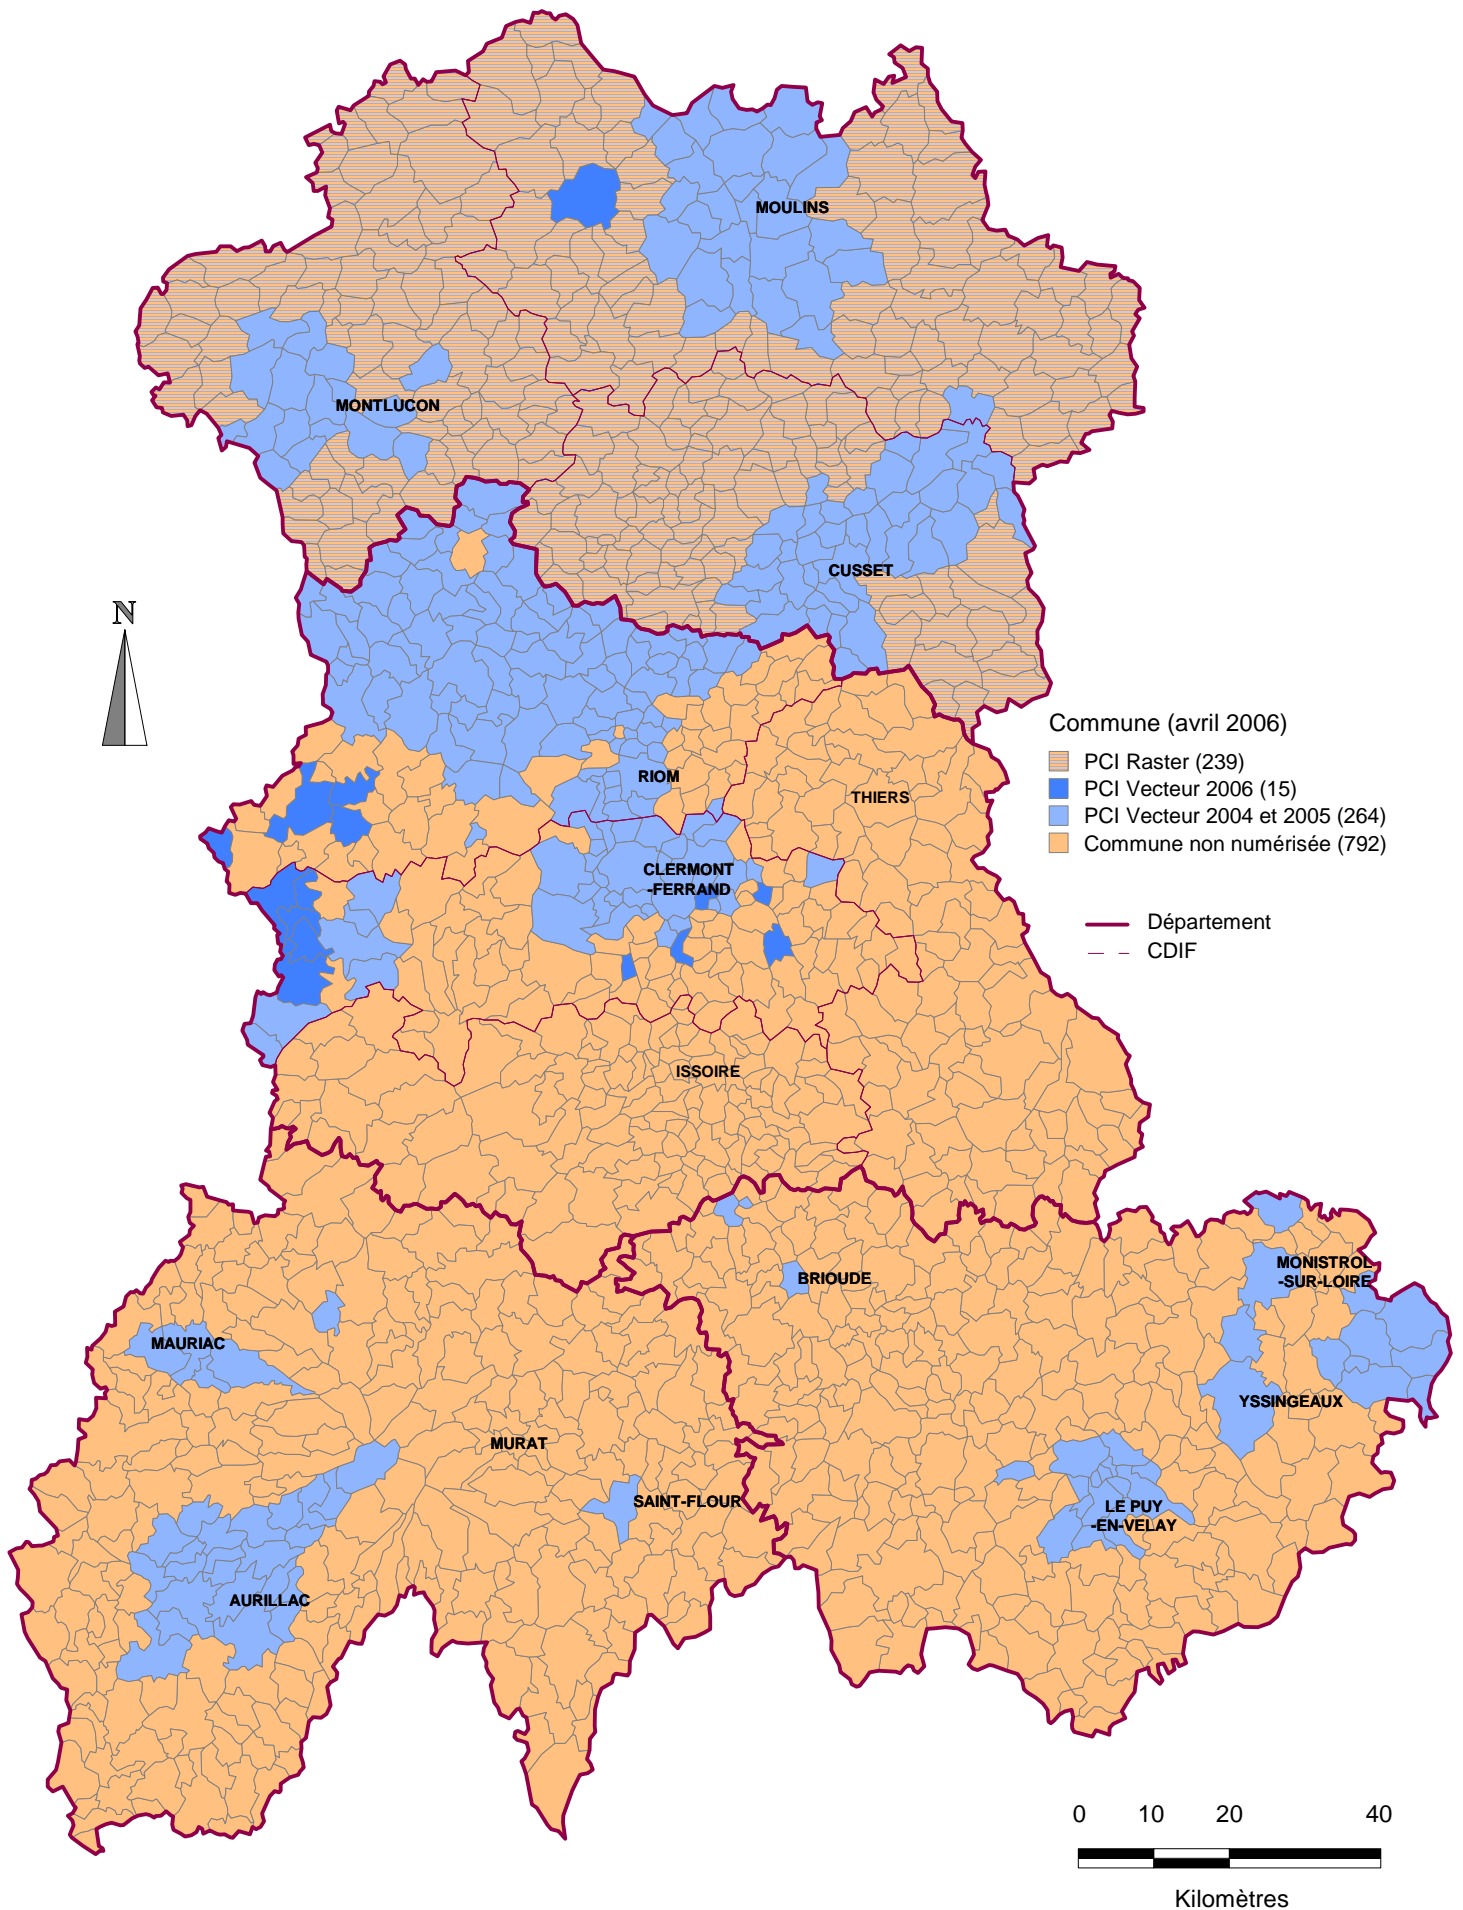 MOULINS
MONTLUCON
CUSSET
N
Commune (avril 2006)
PCI Raster (239)
PCI Vecteur 2006 (15)
PCI Vecteur 2004 et 2005 (264)
Commune non numérisée (792)
RIOM
THIERS
CLERMONT
-FERRAND
Département
CDIF
ISSOIRE
BRIOUDE
MONISTROL
-SUR-LOIRE
MAURIAC
YSSINGEAUX
MURAT
SAINT-FLOUR
LE PUY
-EN-VELAY
AURILLAC
0 10 20 40
Kilomètres